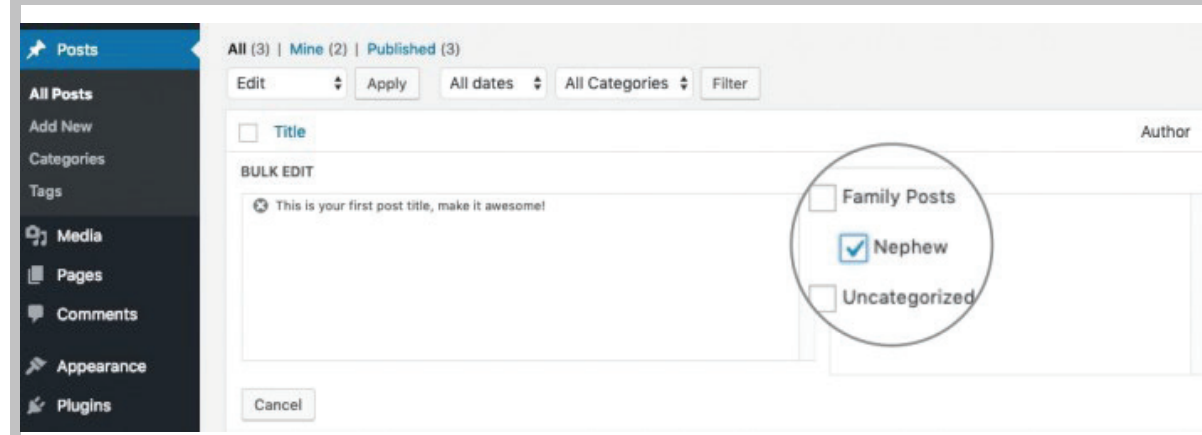 Posts
All Posts
Add New
Categories
Tags
Media
Pages
Comments
Appearance
Plugins
All (3) | Mine (2) | Published (3)
Edit Apply All dates All Categories Filter
Title Author
BULK EDIT
This is your first post title, make it awesome!
Family Posts
Nephew
Uncategorized
Cancel